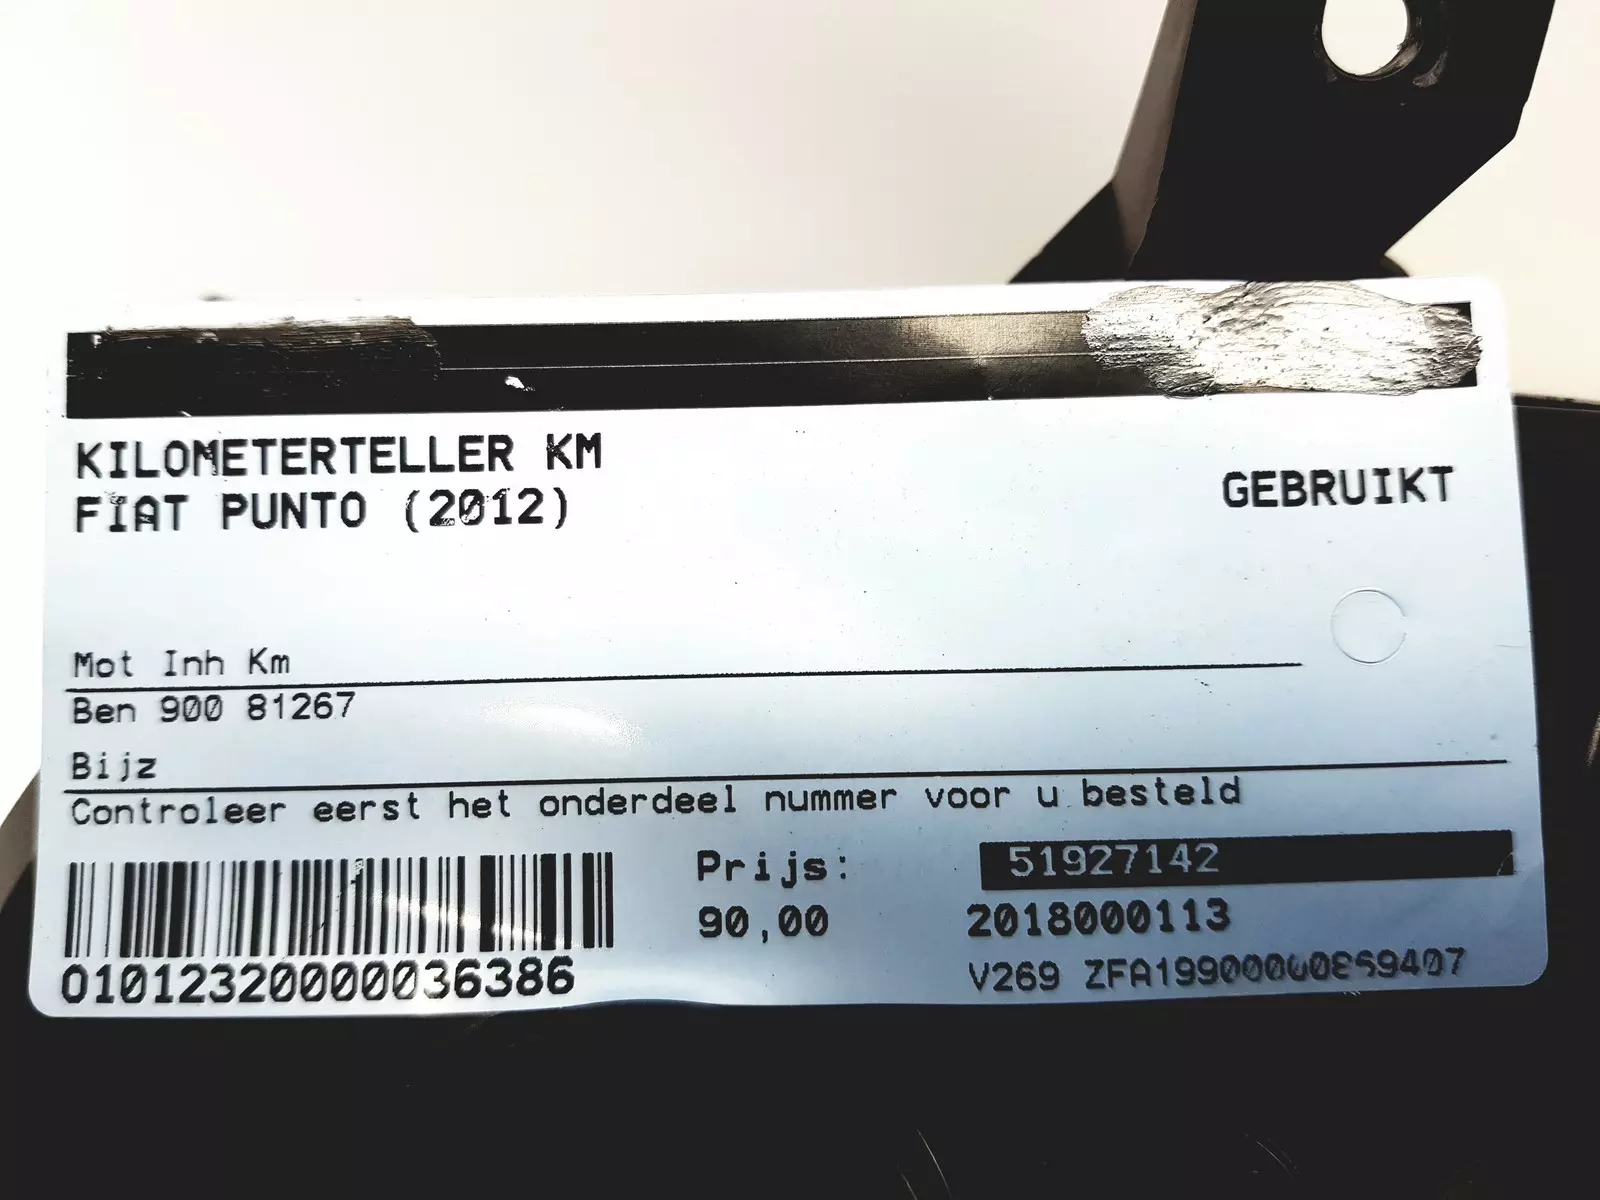 KILOMETERTELLER KM
FIAT PUNTO (2012)
GEBRUIKT
Mot Inh Km
Ben 900 81267
Bijz
Controleer eerst het onderdeel nummer voor u besteld
Prijs:
90,00
51927142
2018000113
V269
01012320000036386